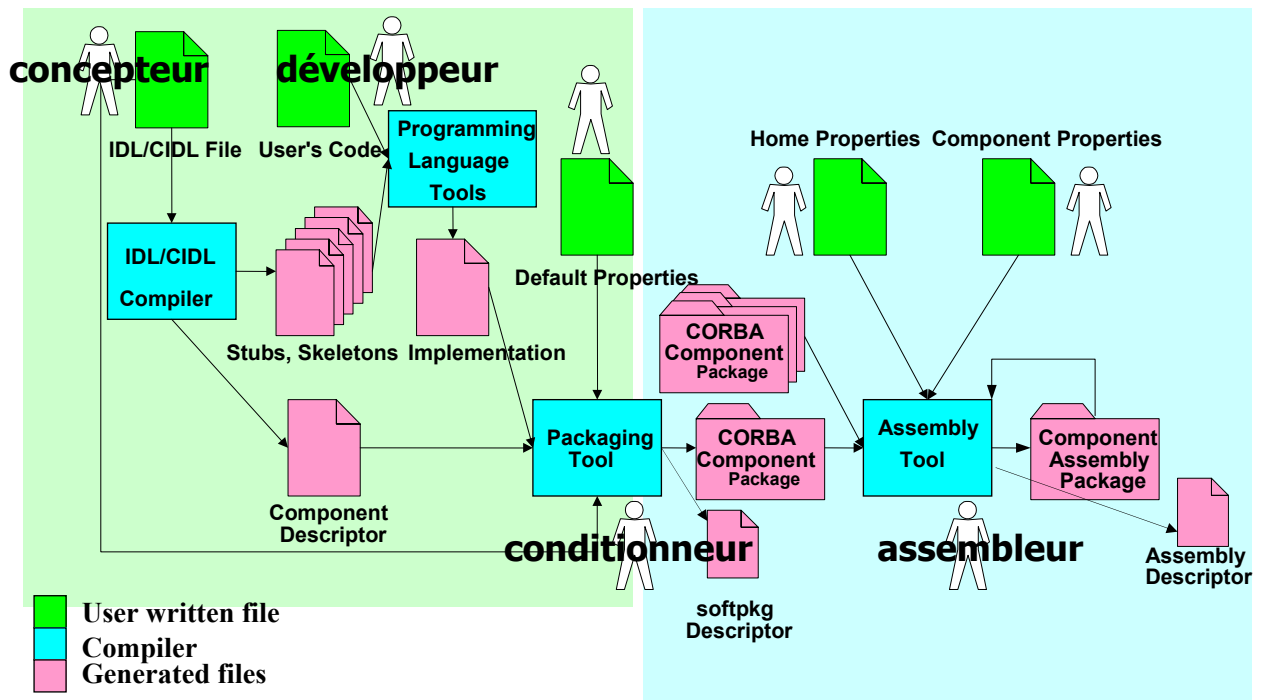 concepteur
développeur
IDL/CIDL File
User's Code
Programming
Language
Tools
Home Properties
Component Properties
IDL/CIDL
Compiler
Stubs, Skeletons
Implementation
Default Properties
CORBA
Component
Package
Component
Descriptor
Packaging
Tool
CORBA
Component
Package
Assembly
Tool
Component
Assembly
Package
conditionneur
assembleur
softpkg
Descriptor
Assembly
Descriptor
User written file
Compiler
Generated files